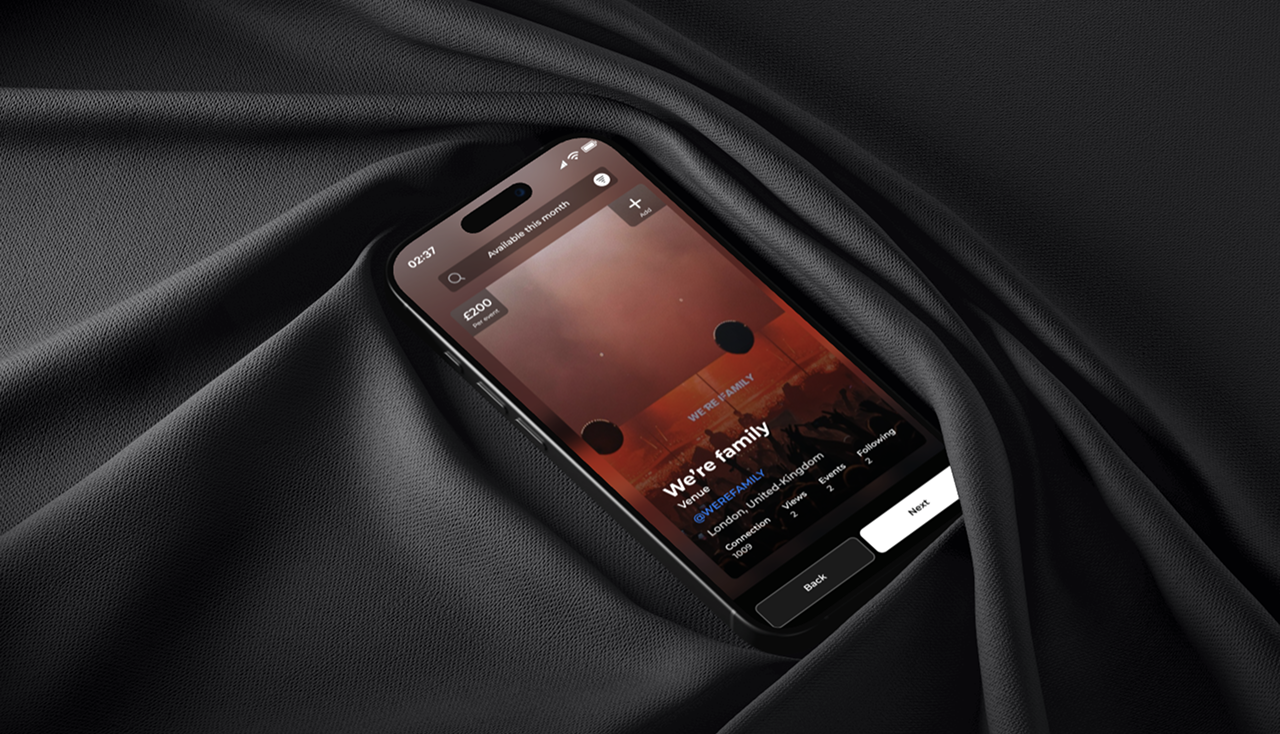 02:37
Available this month
£200
Per event
Add
WE'RE FAMILY
We're family
Venue
@WEREFAMILY
London, United-Kingdom
Connection Views Events Following
1009 2 2 2
Back Next